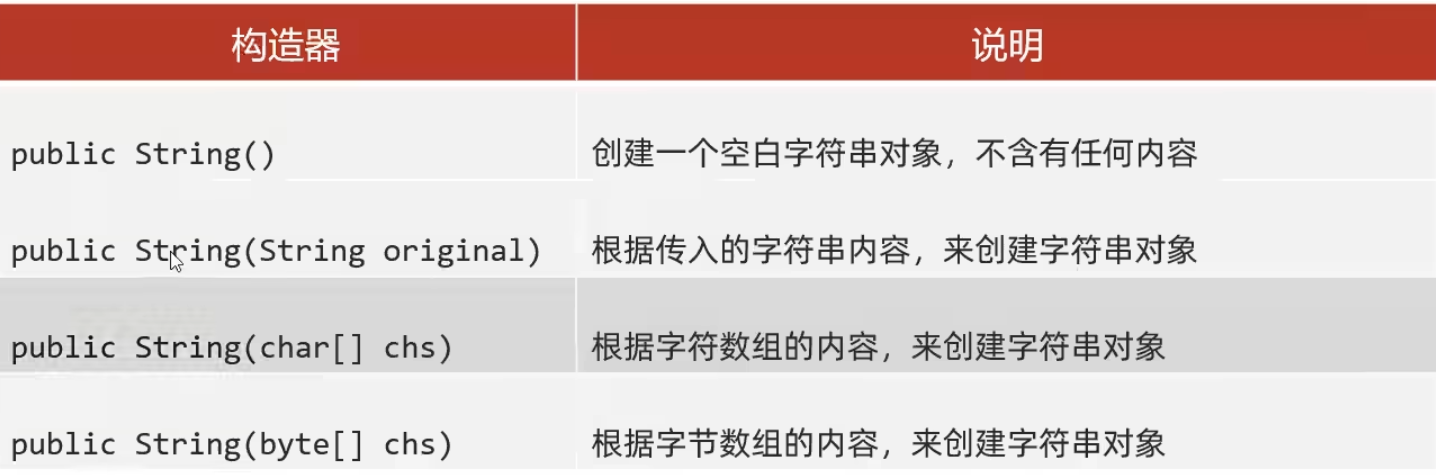 构造器 说明
public String() 创建一个空白字符串对象，不含有任何内容
public String(String original) 根据传入的字符串内容，来创建字符串对象
public String(char[] chs) 根据字符数组的内容，来创建字符串对象
public String(byte[] chs) 根据字节数组的内容，来创建字符串对象